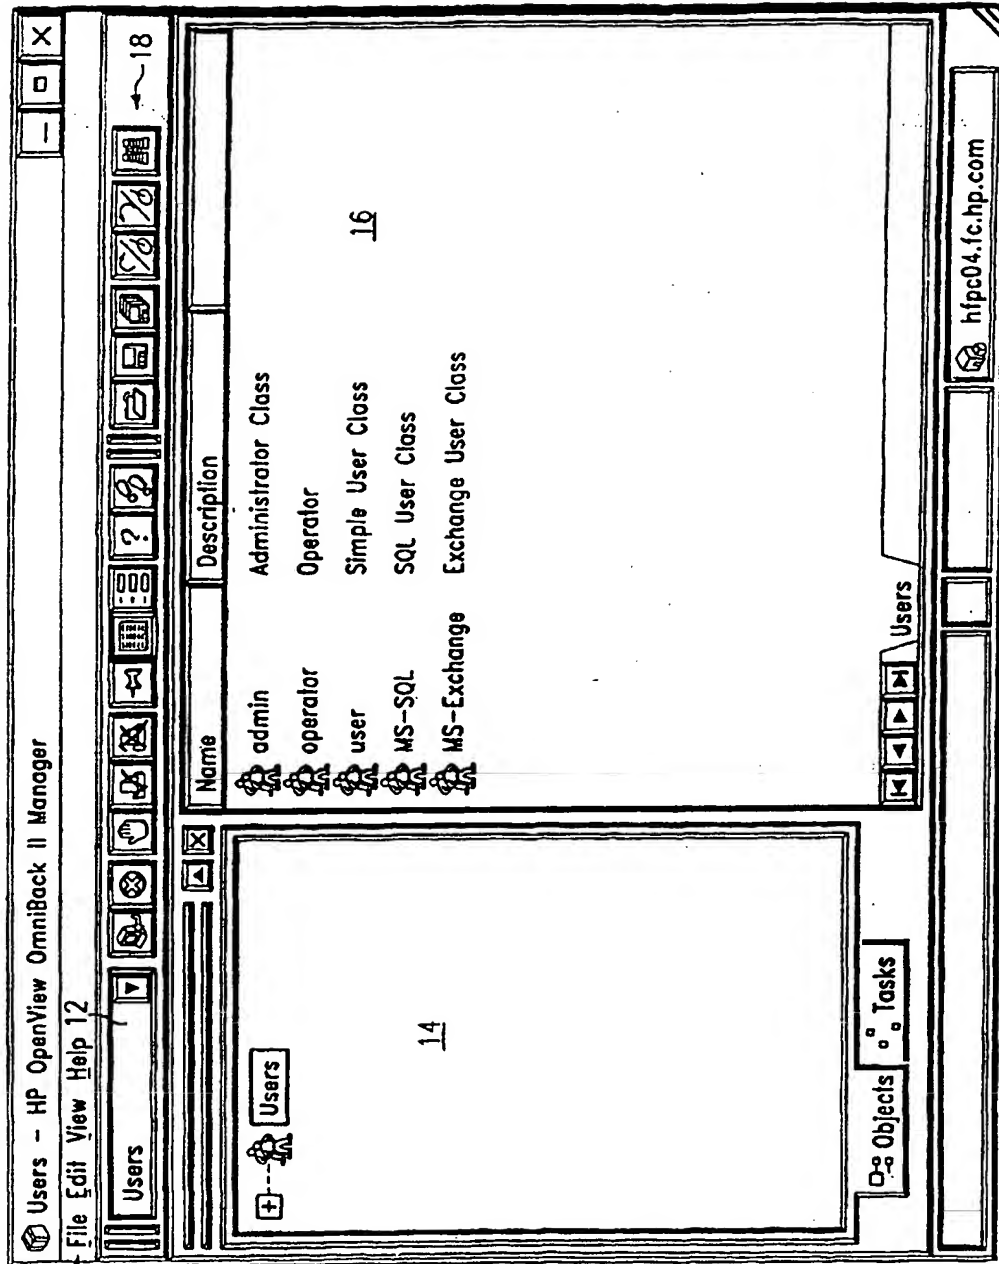 Users - HP OpenView OmniBack II Manager
File Edit View Help 12
Users
18
?
Name Description
admin Administrator Class
operator Operator
user Simple User Class
MS-SQL SQL User Class
MS-Exchange Exchange User Class
16
Users
14
Objects Tasks
Users
hfpc04.fc.hp.com